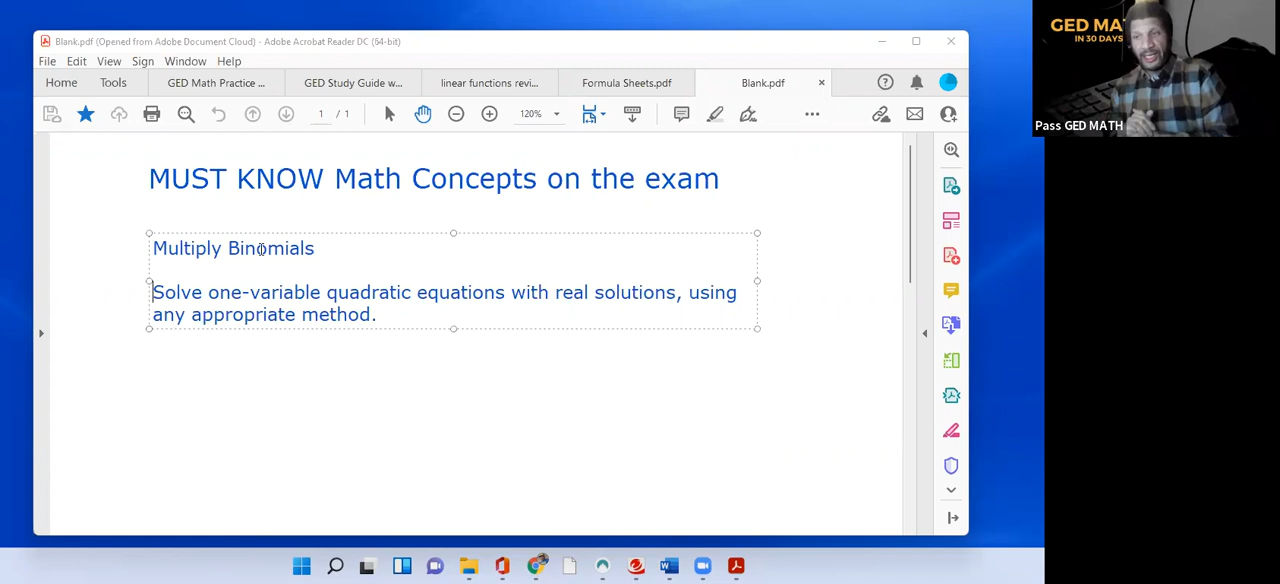 Blank.pdf (Opened from Adobe Document Cloud) - Adobe Acrobat Reader DC (64-bit)
File Edit View Sign Window Help
Home Tools GED Math Practice ... GED Study Guide w... linear functions revi... Formula Sheets.pdf Blank.pdf
1 / 1 120%
MUST KNOW Math Concepts on the exam
Multiply Binomials
Solve one-variable quadratic equations with real solutions, using
any appropriate method.
GED MA
IN 30 DAYS
Pass GED MATH